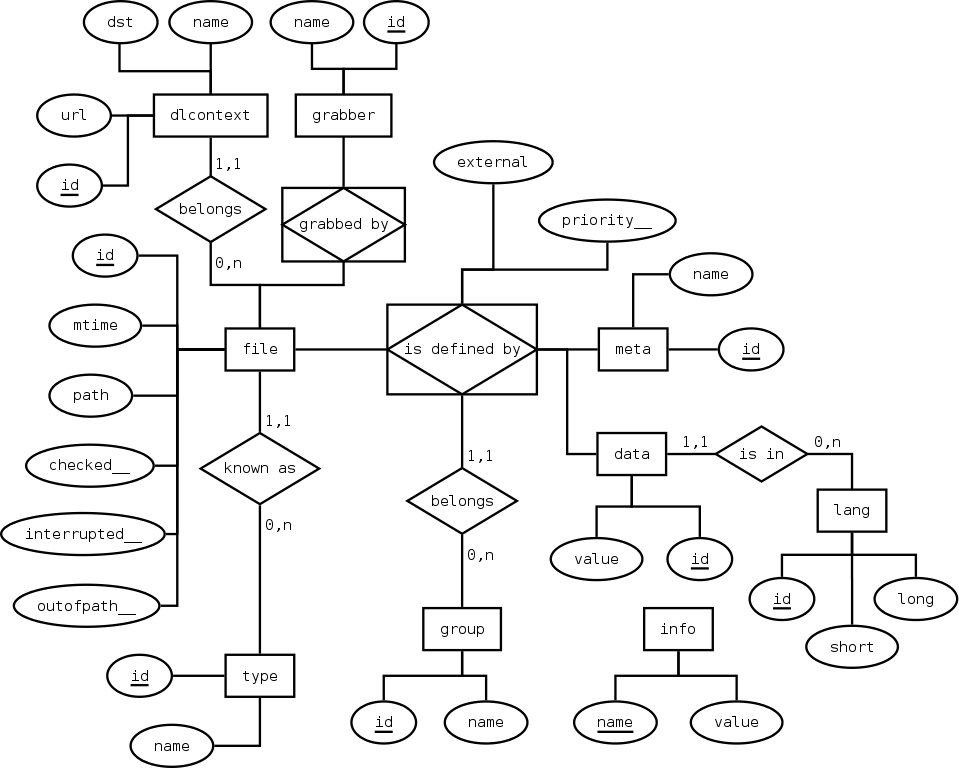 dst
name
name
id
url
dlcontext
grabber
id
1,1
external
belongs
grabbed by
priority__
id
0,n
name
mtime
file
is defined by
meta
id
path
1,1
1,1
0,n
checked__
known as
1,1
data
is in
belongs
lang
interrupted__
0,n
0,n
value
id
outofpath__
id
long
group
info
short
id
type
name
id
name
name
value